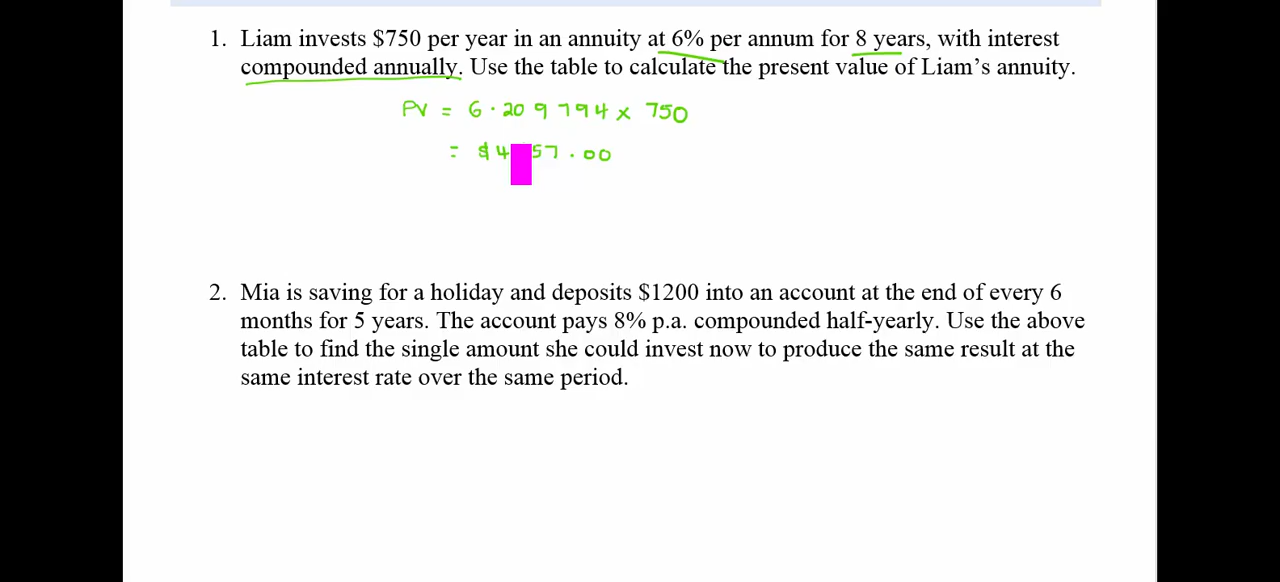 1. Liam invests $750 per year in an annuity at 6% per annum for 8 years, with interest
compounded annually. Use the table to calculate the present value of Liam’s annuity.
PV = 6.209794 x 750
= $4 57.00
2. Mia is saving for a holiday and deposits $1200 into an account at the end of every 6
months for 5 years. The account pays 8% p.a. compounded half-yearly. Use the above
table to find the single amount she could invest now to produce the same result at the
same interest rate over the same period.